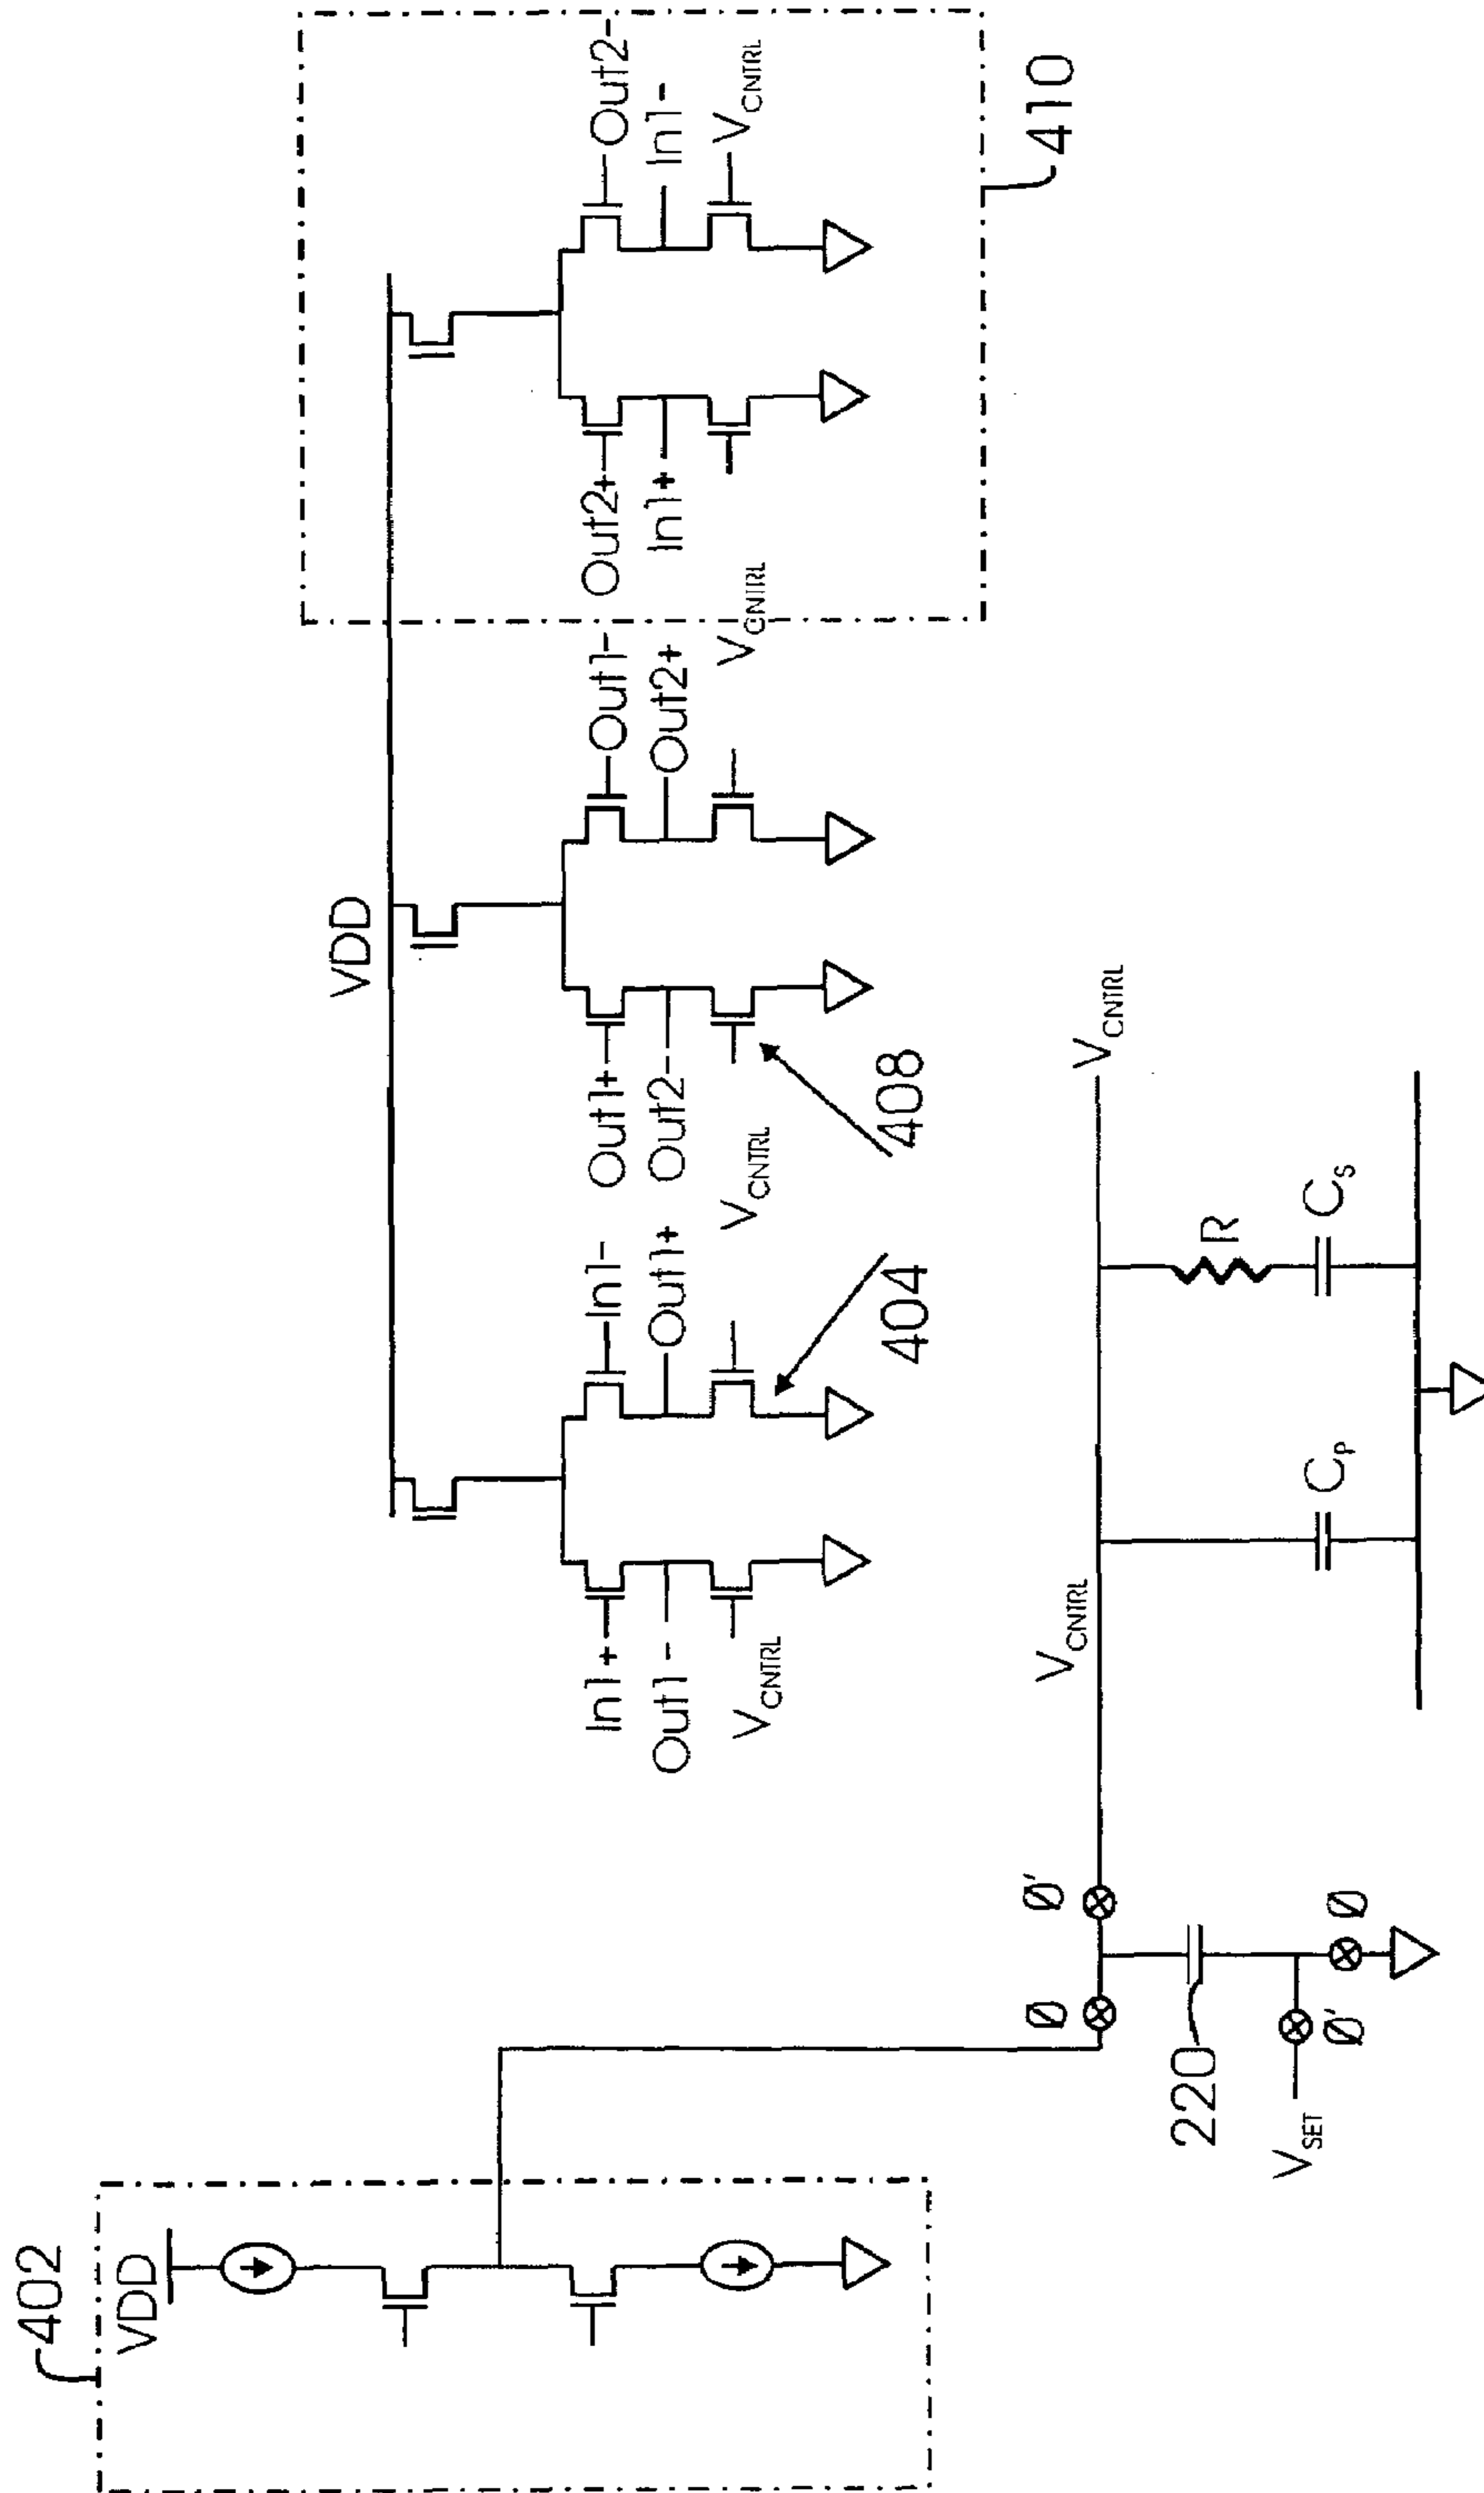 402
VDD
VDD
In1+ In1- Out1+ Out1- Out2+ Out2-
Out1- Out1+ Out2- Out2+ In1+ In1-
VCNTRL VCNTRL VCNTRL VCNTRL
404 408
410
Ø Ø' VCNTRL VCNTRL
220 R
VSET Ø' Ø CP CS